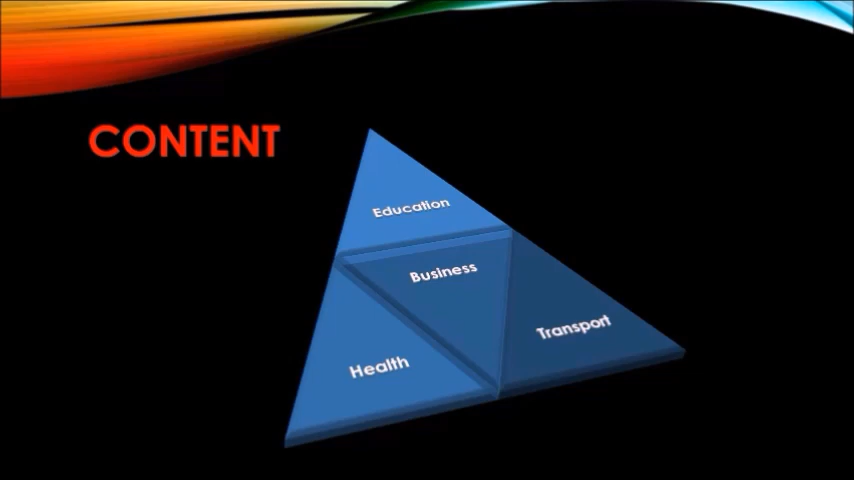 CONTENT
Education
Business
Transport
Health